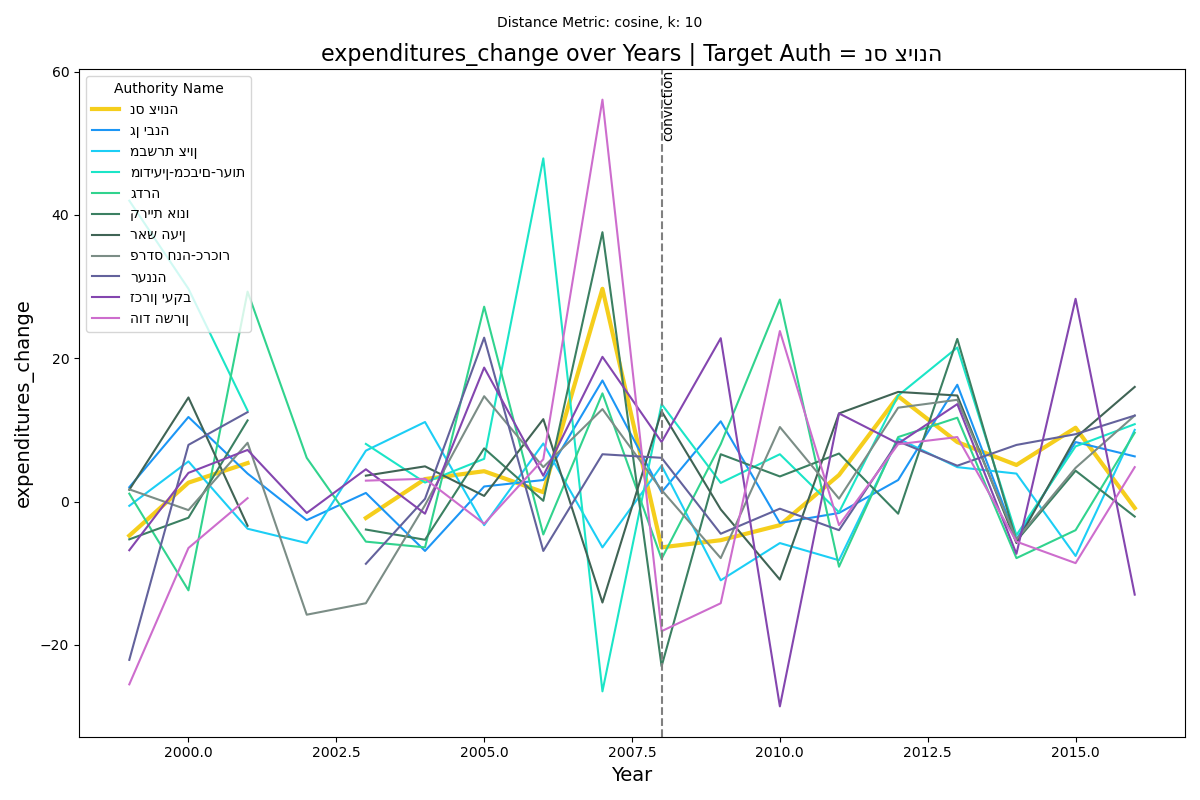 Distance Metric: cosine, k: 10
expenditures_change over Years | Target Auth = נס ציונה
60
40
20
0
−20
expenditures_change
Authority Name
נס ציונה
גן יבנה
מבשרת ציון
מודיעין-מכבים-רעות
גדרה
קריית אונו
ראש העין
פרדס חנה-כרכור
רעננה
זכרון יעקב
הוד השרון
conviction
2000.0
2002.5
2005.0
2007.5
2010.0
2012.5
2015.0
Year